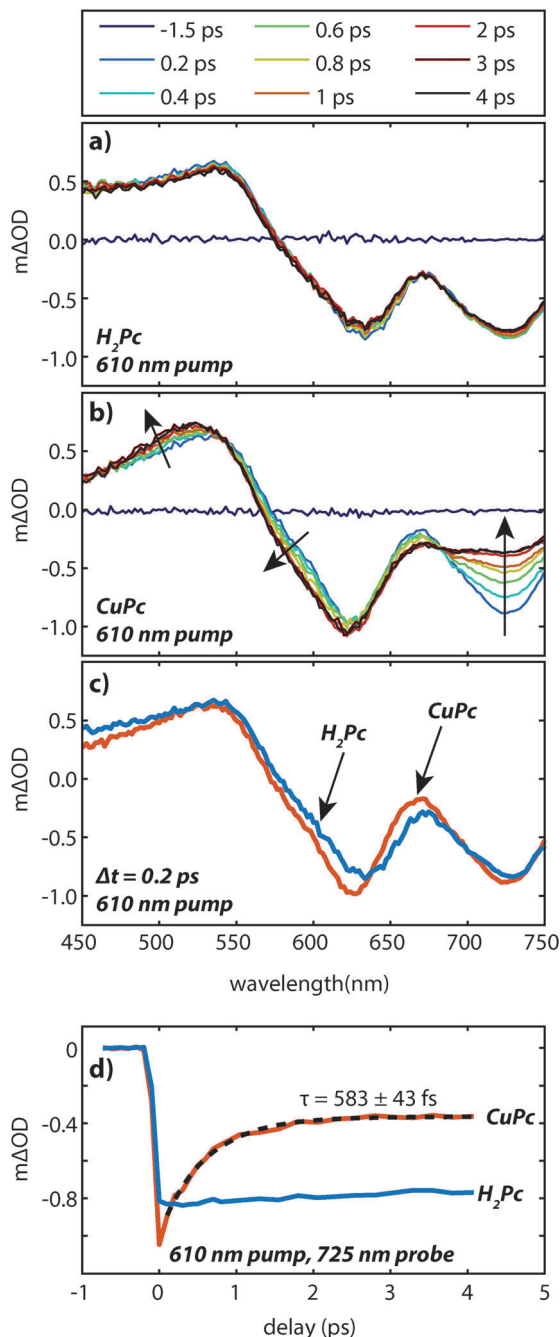 -1.5 ps 0.6 ps 2 ps
0.2 ps 0.8 ps 3 ps
0.4 ps 1 ps 4 ps
a)
0.5
0.0
-0.5
-1.0
mΔOD
H₂Pc
610 nm pump
b)
0.5
0.0
-0.5
-1.0
mΔOD
CuPc
610 nm pump
c)
0.5
0.0
-0.5
-1.0
mΔOD
H₂Pc
CuPc
Δt = 0.2 ps
610 nm pump
450 500 550 600 650 700 750
wavelength(nm)
d)
0
-0.4
-0.8
mΔOD
τ = 583 ± 43 fs
CuPc
H₂Pc
610 nm pump, 725 nm probe
-1 0 1 2 3 4 5
delay (ps)